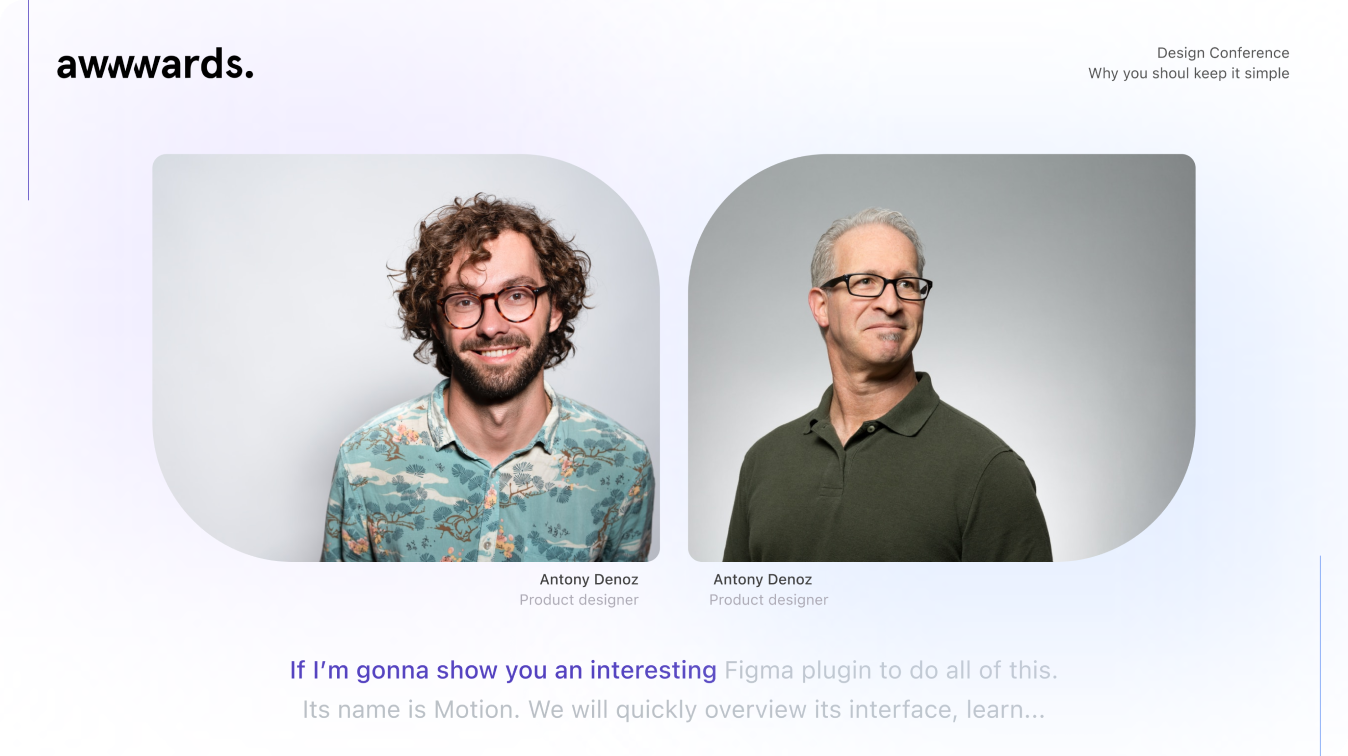 awwwards.
Design Conference
Why you shoul keep it simple
Antony Denoz
Product designer
Antony Denoz
Product designer
If I’m gonna show you an interesting Figma plugin to do all of this.
Its name is Motion. We will quickly overview its interface, learn...